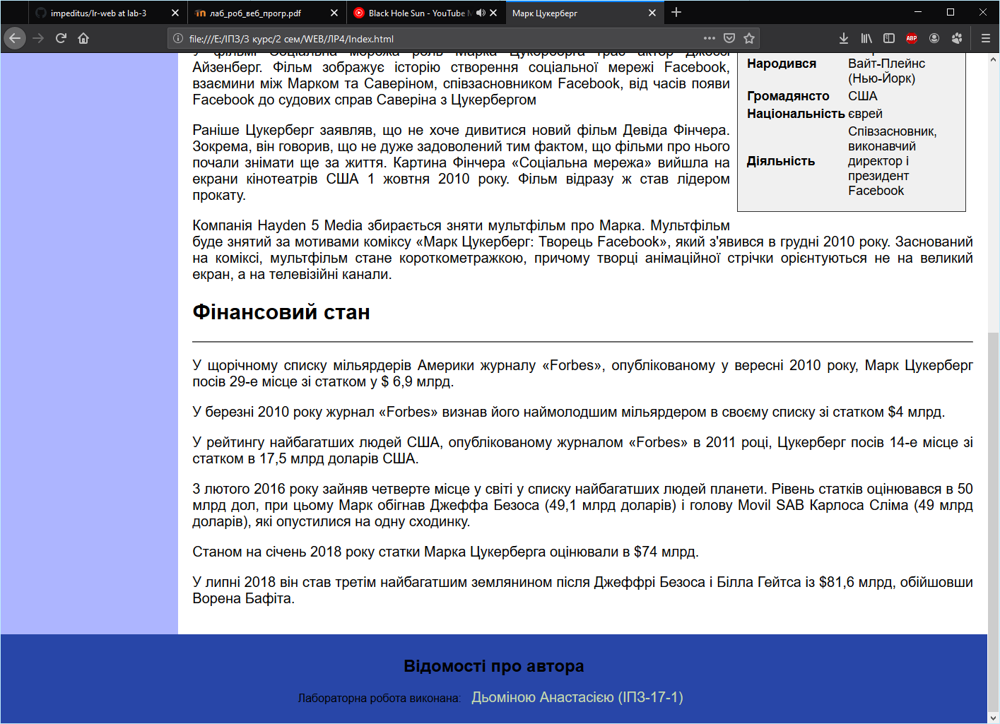 impeditus/lr-web at lab-3
лаб_роб_веб_прогр.pdf
Black Hole Sun - YouTube M
Марк Цукерберг
file:///E:/ІПЗ/3 курс/2 сем/WEB/ЛР4/Index.html
ABP
У фільмі Соціальна мережа роль Марка Цукерберга грає актор Джессі
Айзенберг. Фільм зображує історію створення соціальної мережі Facebook,
взаємини між Марком та Саверіном, співзасновником Facebook, від часів появи
Facebook до судових справ Саверіна з Цукербергом
Раніше Цукерберг заявляв, що не хоче дивитися новий фільм Девіда Фінчера.
Зокрема, він говорив, що не дуже задоволений тим фактом, що фільми про нього
почали знімати ще за життя. Картина Фінчера «Соціальна мережа» вийшла на
екрани кінотеатрів США 1 жовтня 2010 року. Фільм відразу ж став лідером
прокату.
Компанія Hayden 5 Media збирається зняти мультфільм про Марка. Мультфільм
буде знятий за мотивами коміксу «Марк Цукерберг: Творець Facebook», який з'явився в грудні 2010 року. Заснований
на коміксі, мультфільм стане короткометражкою, причому творці анімаційної стрічки орієнтуються не на великий
екран, а на телевізійні канали.
Народився Вайт-Плейнс
(Нью-Йорк)
Громадянсто США
Національність єврей
Діяльність Співзасновник,
виконавчий
директор і
президент
Facebook
Фінансовий стан
У щорічному списку мільярдерів Америки журналу «Forbes», опублікованому у вересні 2010 року, Марк Цукерберг
посів 29-е місце зі статком у $ 6,9 млрд.
У березні 2010 року журнал «Forbes» визнав його наймолодшим мільярдером в своєму списку зі статком $4 млрд.
У рейтингу найбагатших людей США, опублікованому журналом «Forbes» в 2011 році, Цукерберг посів 14-е місце зі
статком в 17,5 млрд доларів США.
3 лютого 2016 року зайняв четверте місце у світі у списку найбагатших людей планети. Рівень статків оцінювався в 50
млрд дол, при цьому Марк обігнав Джеффа Безоса (49,1 млрд доларів) і голову Movil SAB Карлоса Сліма (49 млрд
доларів), які опустилися на одну сходинку.
Станом на січень 2018 року статки Марка Цукерберга оцінювали в $74 млрд.
У липні 2018 він став третім найбагатшим землянином після Джеффрі Безоса і Білла Гейтса із $81,6 млрд, обійшовши
Ворена Бафіта.
Відомості про автора
Лабораторна робота виконана: Дьоміною Анастасією (ІПЗ-17-1)